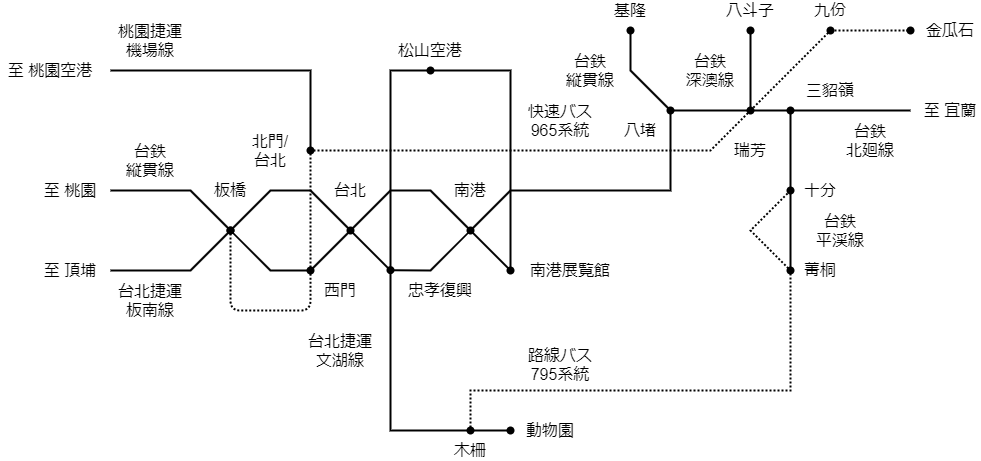 基隆
八斗子
九份
金瓜石
桃園捷運
機場線
松山空港
台鉄
縦貫線
台鉄
深澳線
至 桃園空港
三貂嶺
快速バス
965系統
八堵
至 宜蘭
北門/
台北
瑞芳
台鉄
北廻線
台鉄
縦貫線
至 桃園
板橋
台北
南港
十分
台鉄
平渓線
至 頂埔
西門
忠孝復興
南港展覧館
菁桐
台北捷運
板南線
台北捷運
文湖線
路線バス
795系統
動物園
木柵